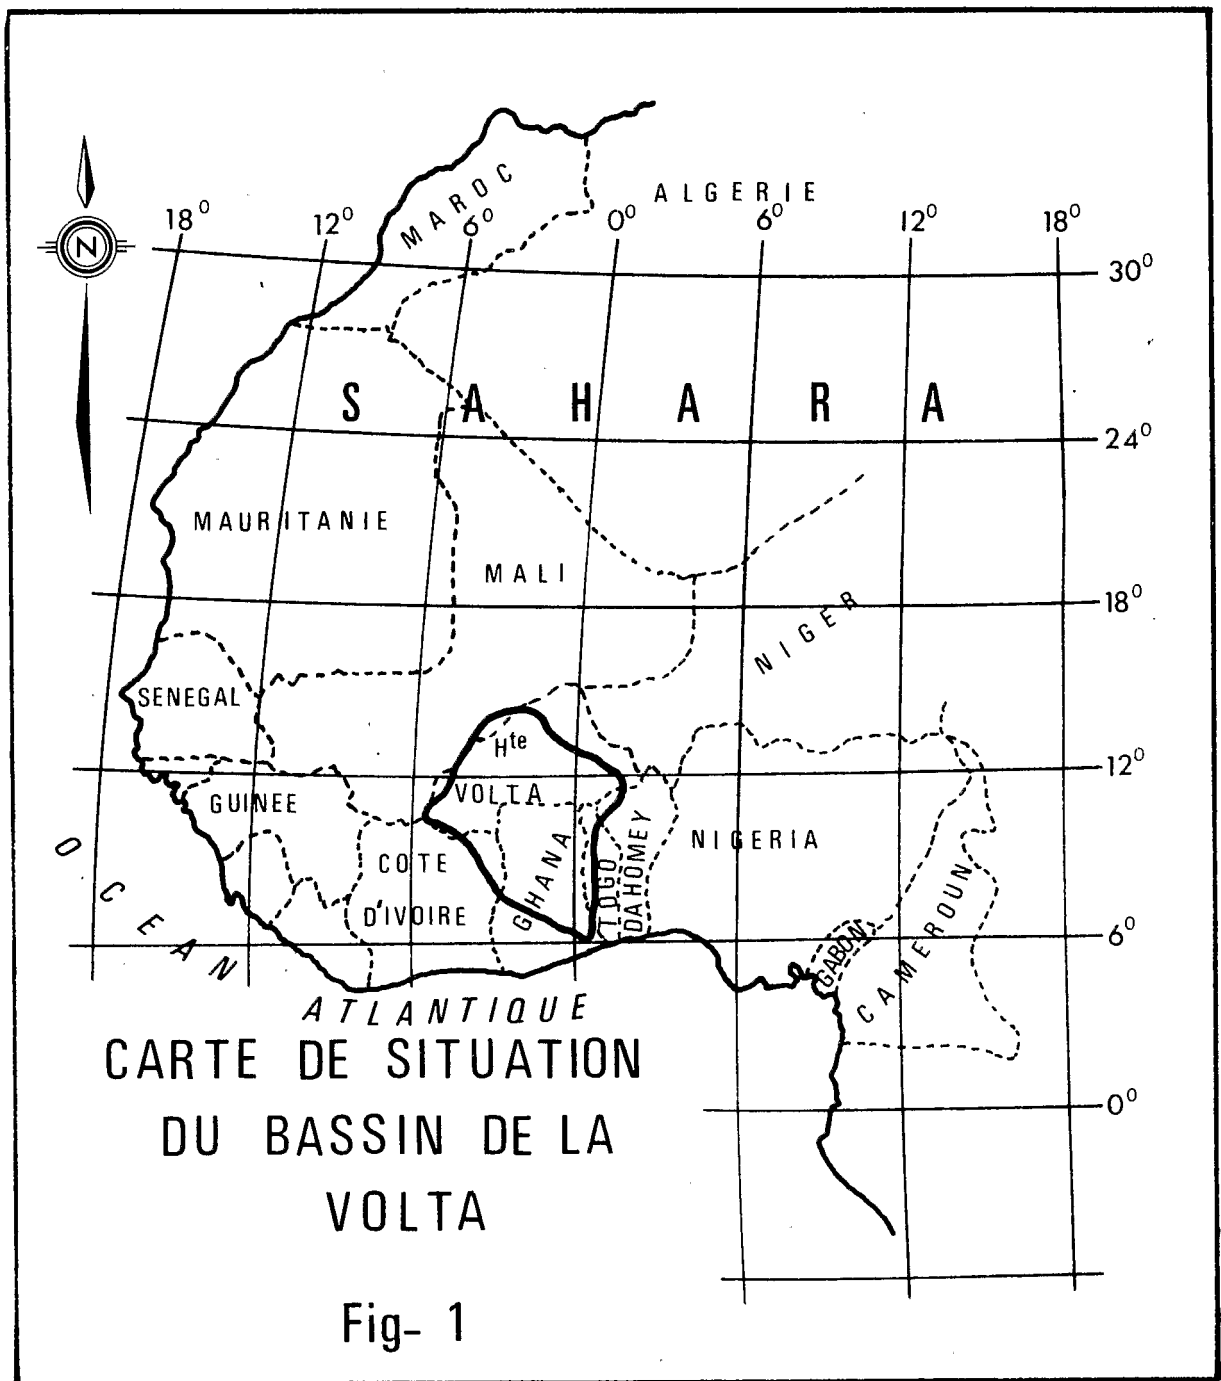 ALGERIE
MAROC
18° 12° 6° 0° 6° 12° 18°
N
30°
SAHARA
24°
MAURITANIE
MALI
18°
NIGER
SENEGAL
Hte
VOLTA
12°
GUINEE
NIGERIA
GHANA
TOGO
DAHOMEY
COTE
D'IVOIRE
CAMEROUN
GABON
6°
OCEAN
ATLANTIQUE
0°
CARTE DE SITUATION
DU BASSIN DE LA
VOLTA
Fig- 1